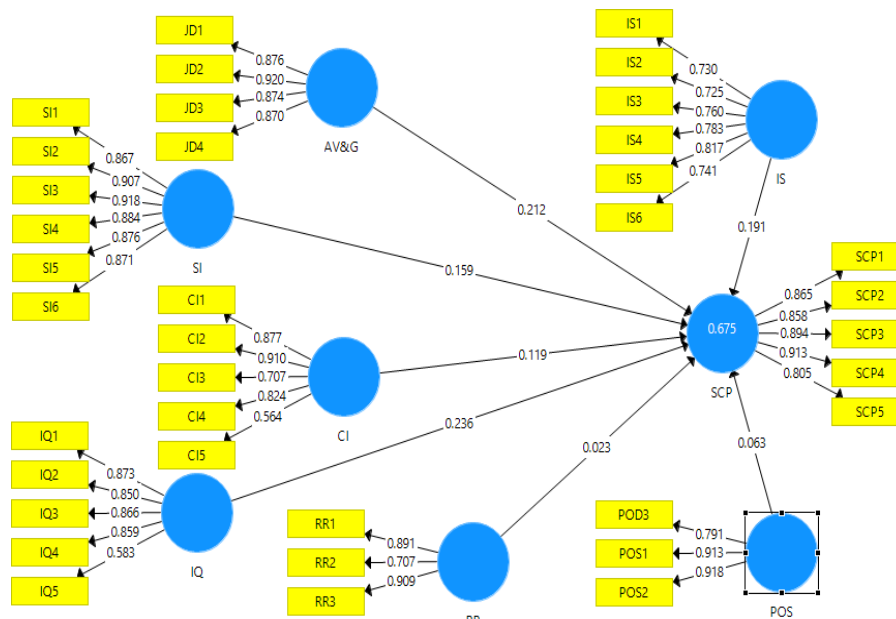 JD1
JD2
JD3
JD4
0.876
0.920
0.874
0.870
AV&G
IS1
IS2
IS3
IS4
IS5
IS6
0.730
0.725
0.760
0.783
0.817
0.741
IS
SI1
SI2
SI3
SI4
SI5
SI6
0.867
0.907
0.918
0.884
0.876
0.871
SI
0.212
0.191
0.159
CI1
CI2
CI3
CI4
CI5
0.877
0.910
0.707
0.824
0.564
CI
0.119
0.675
SCP
0.865
0.858
0.894
0.913
0.805
SCP1
SCP2
SCP3
SCP4
SCP5
IQ1
IQ2
IQ3
IQ4
IQ5
0.873
0.850
0.866
0.859
0.583
IQ
0.236
0.023
0.063
RR1
RR2
RR3
0.891
0.707
0.909
POD3
POS1
POS2
0.791
0.913
0.918
POS